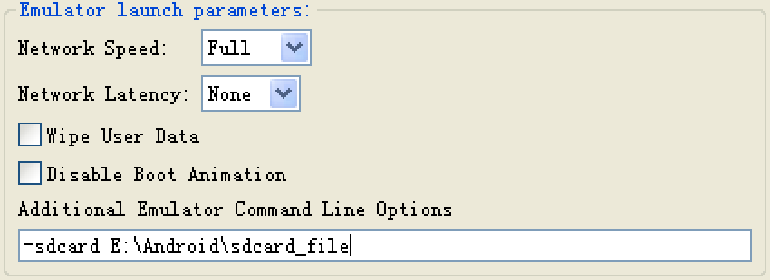 Emulator launch parameters:
Network Speed: Full
Network Latency: None
Wipe User Data
Disable Boot Animation
Additional Emulator Command Line Options
-sdcard E:\Android\sdcard_file